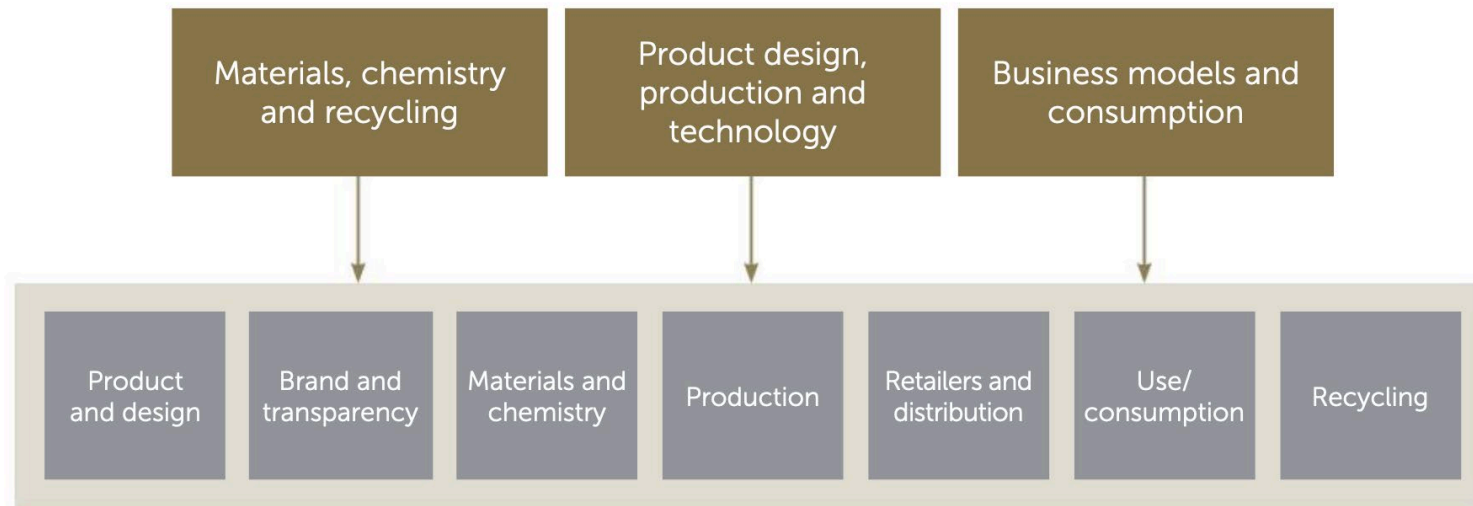 Materials, chemistry
and recycling
Product design,
production and
technology
Business models and
consumption
Product
and design
Brand and
transparency
Materials and
chemistry
Production
Retailers and
distribution
Use/
consumption
Recycling